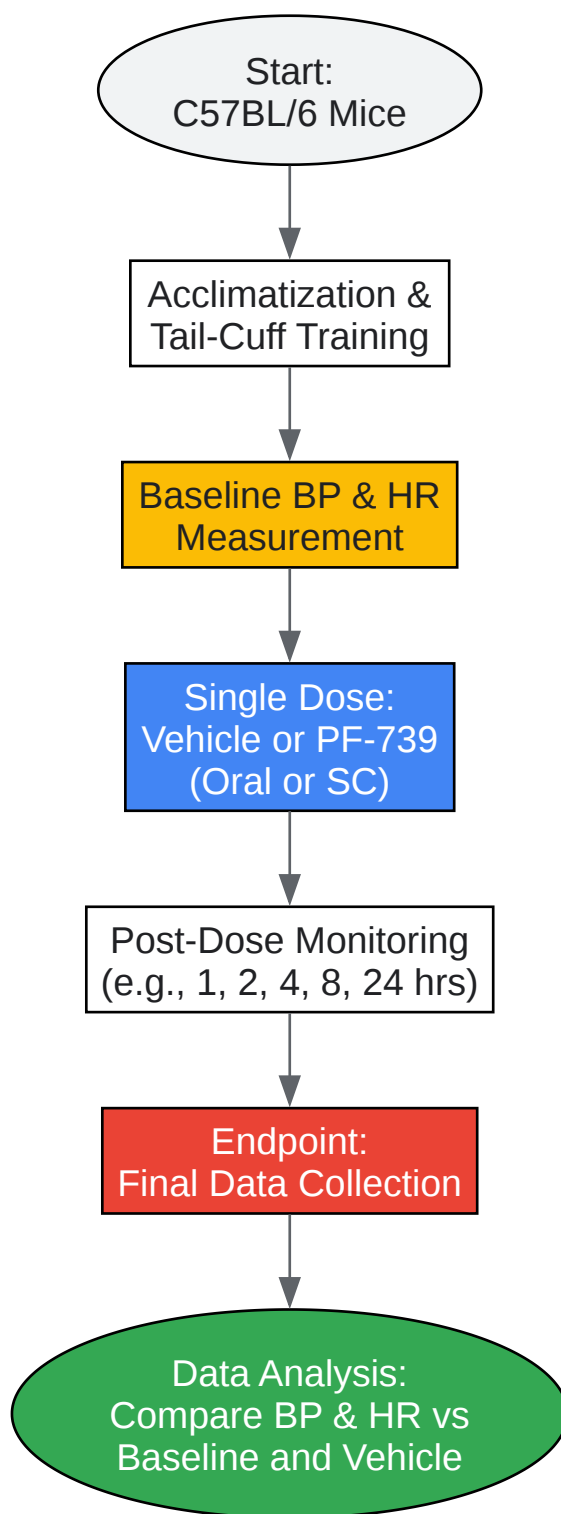 Start:
C57BL/6 Mice
Acclimatization &
Tail-Cuff Training
Baseline BP & HR
Measurement
Single Dose:
Vehicle or PF-739
(Oral or SC)
Post-Dose Monitoring
(e.g., 1, 2, 4, 8, 24 hrs)
Endpoint:
Final Data Collection
Data Analysis:
Compare BP & HR vs
Baseline and Vehicle